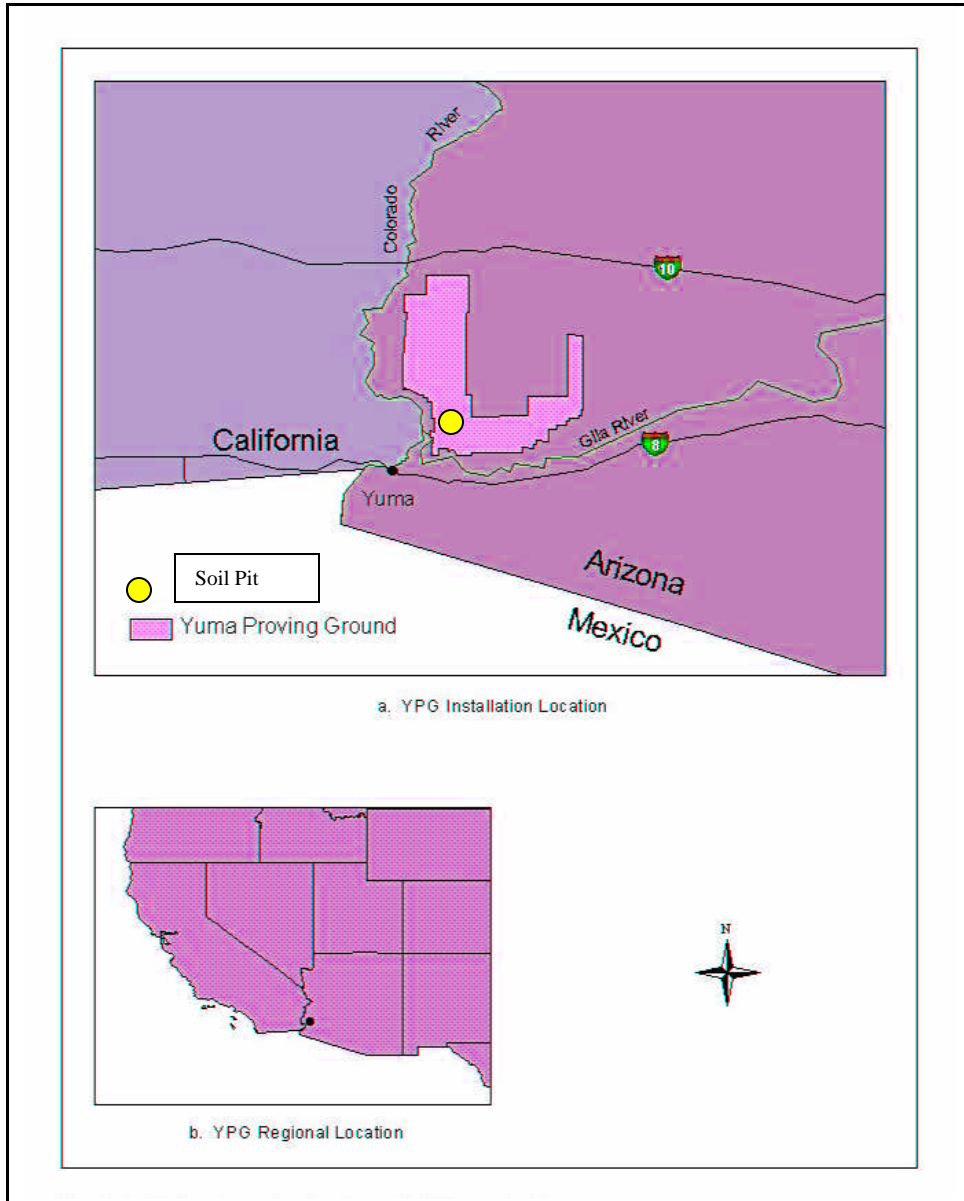 River
Colorado
10
California
Gila River
8
Yuma
Soil Pit
Arizona
Yuma Proving Ground
Mexico
a. YPG Installation Location
N
b. YPG Regional Location